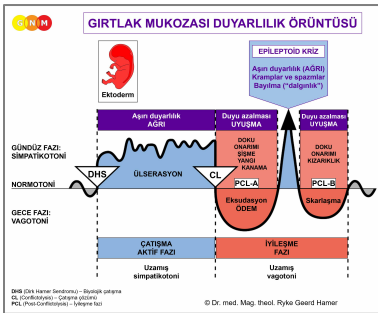 GNM
GIRTLAK MUKOZASI DUYARLILIK ÖRÜNTÜSÜ
EPİLEPTOİD KRİZ
Aşırı duyarlılık (AĞRI)
Kramplar ve spazmlar
Bayılma ("dalgınlık")
Ektoderm
Aşırı duyarlılık
AĞRI
Duyu azalması
UYUŞMA
Duyu azalması
UYUŞMA
GÜNDÜZ FAZI:
SİMPATİKOTONİ
DOKU
ONARIMI
ŞİŞME
YANGI
KANAMA
DOKU
ONARIMI
KIZARIKLIK
DHS
ÜLSERASYON
CL
NORMOTONİ
PCL-A
PCL-B
GECE FAZI:
VAGOTONİ
Eksudasyon
ÖDEM
Skarlaşma
ÇATIŞMA
AKTİF FAZI
İYİLEŞME
FAZI
Uzamış
simpatikotoni
Uzamış
vagotoni
DHS (Dirk Hamer Sendromu) – Biyolojik çatışma
CL (Conflictolysis) – Çatışma çözümü
PCL (Post-Conflictolysis) – İyileşme fazı
© Dr. med. Mag. theol. Ryke Geerd Hamer